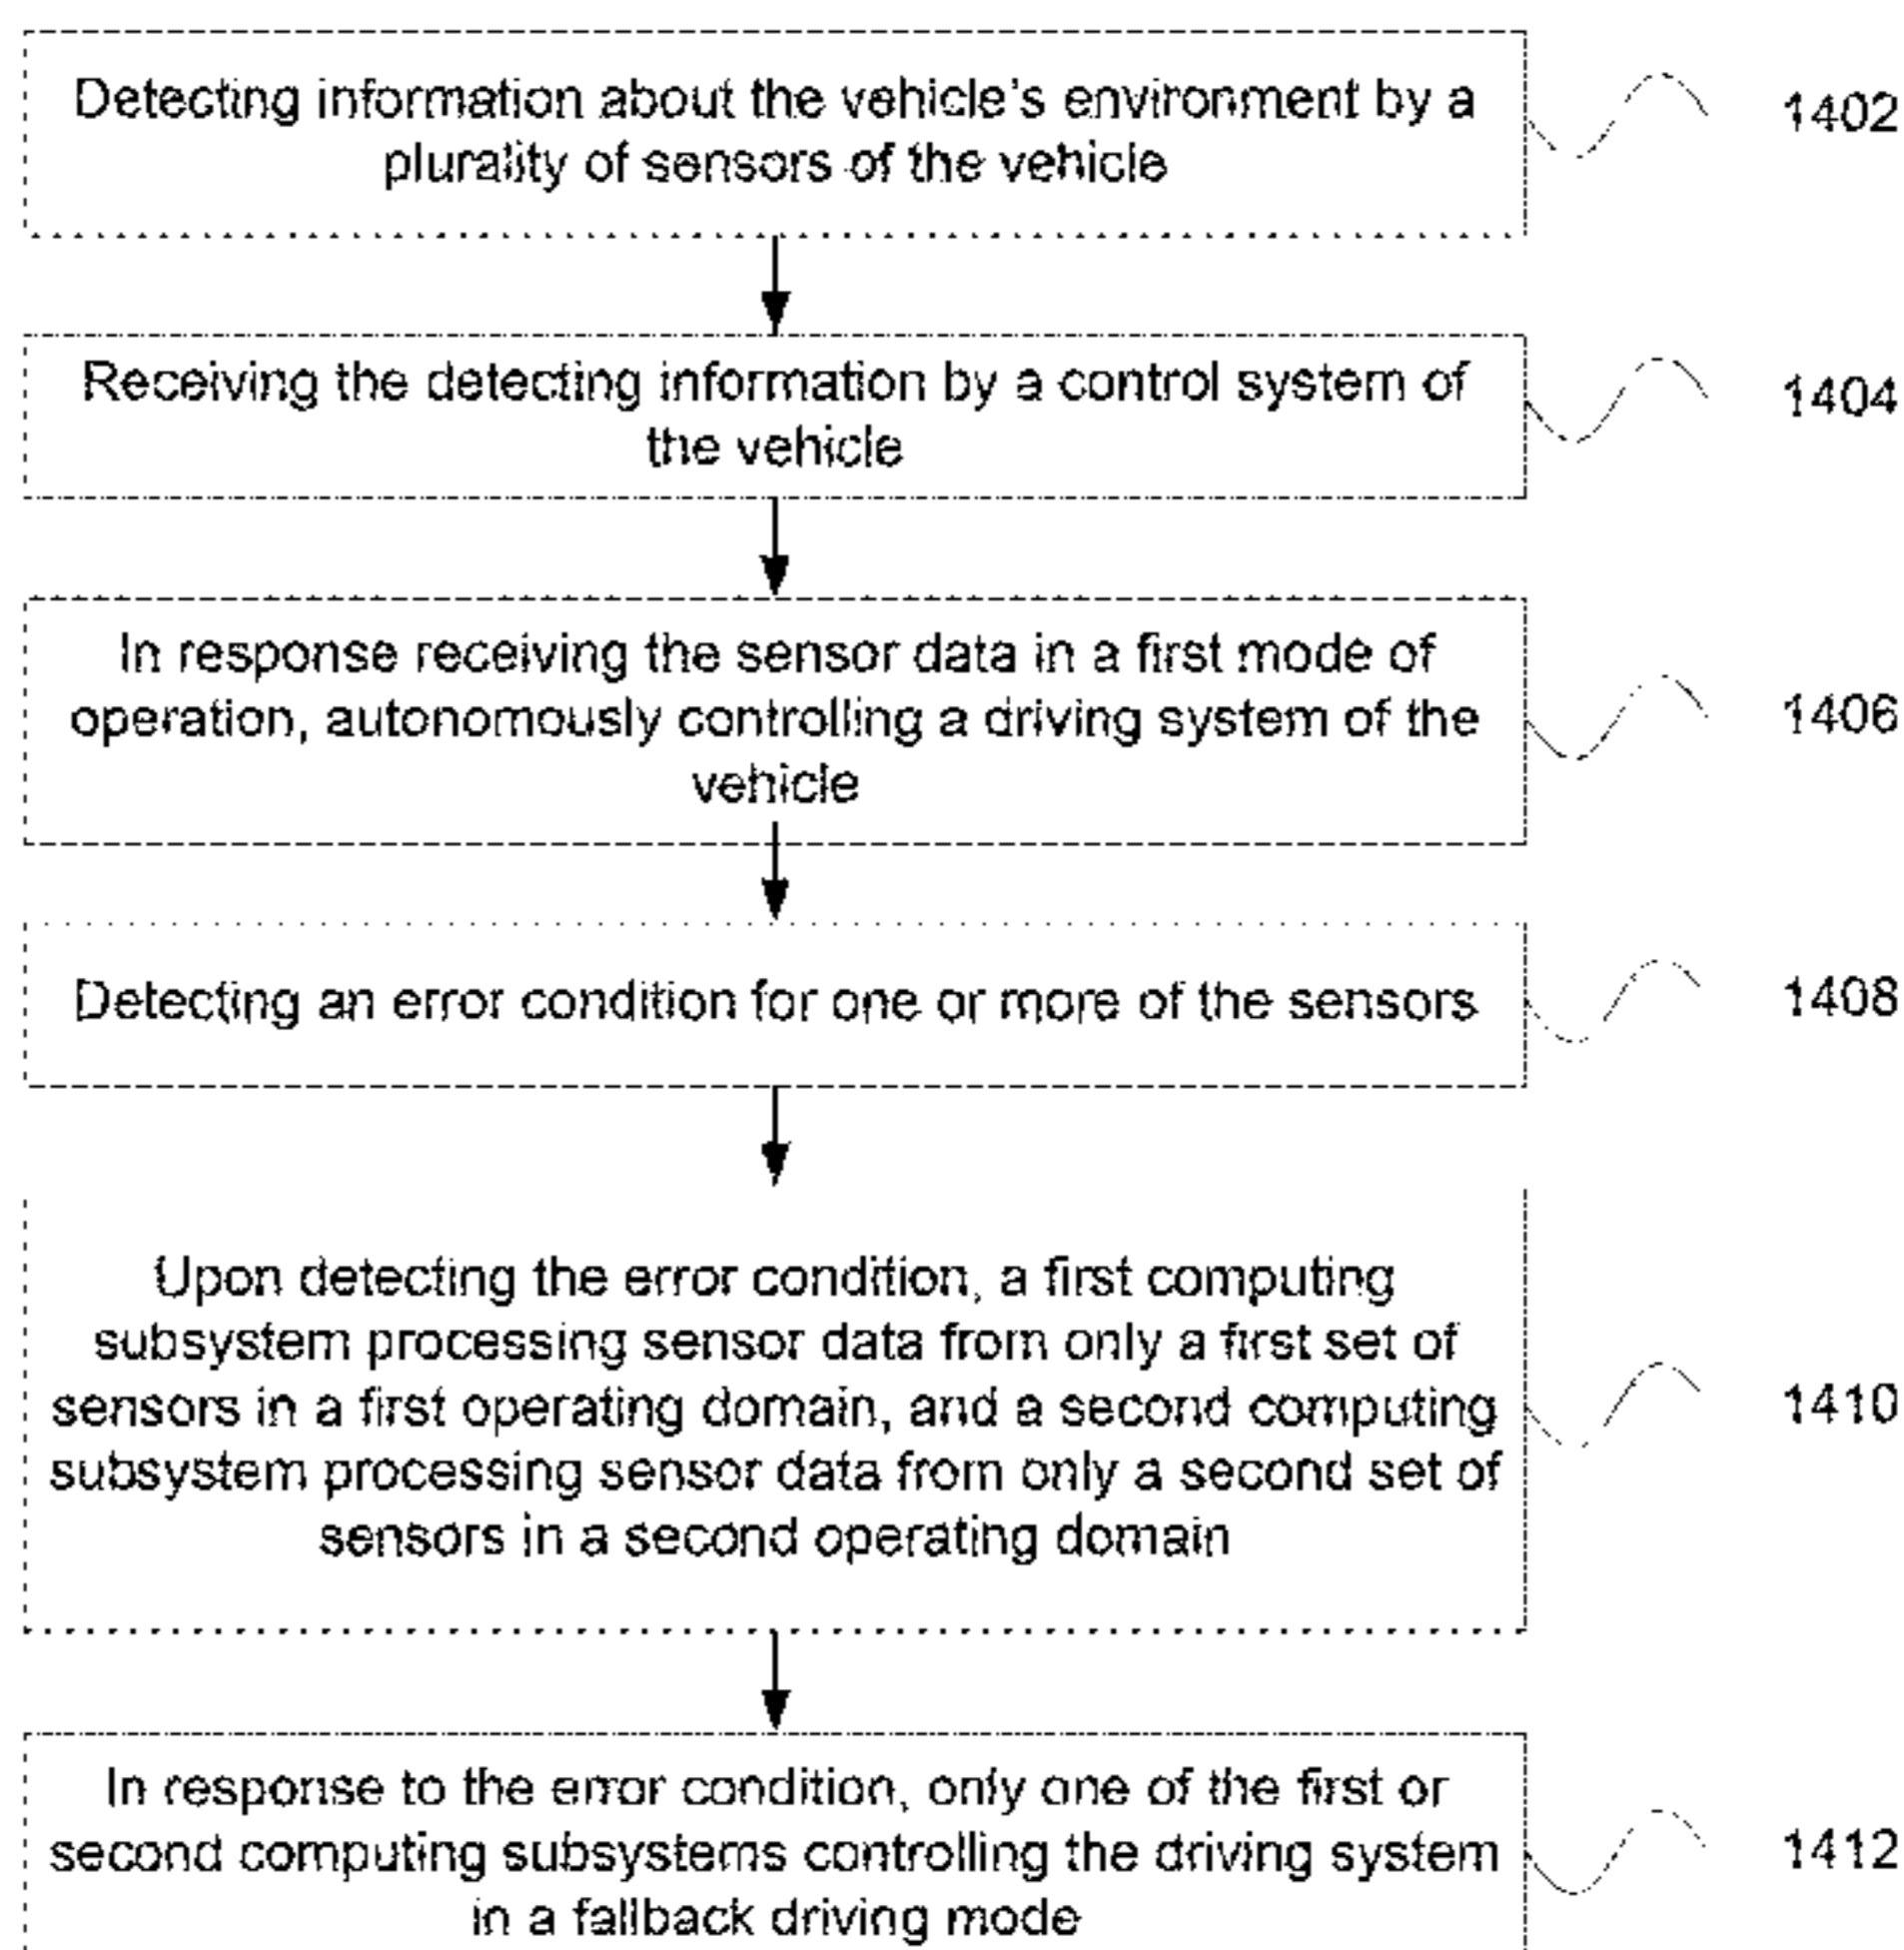 Detecting information about the vehicle's environment by a
plurality of sensors of the vehicle
1402
Receiving the detecting information by a control system of
the vehicle
1404
In response receiving the sensor data in a first mode of
operation, autonomously controlling a driving system of the
vehicle
1406
Detecting an error condition for one or more of the sensors
1408
Upon detecting the error condition, a first computing
subsystem processing sensor data from only a first set of
sensors in a first operating domain, and a second computing
subsystem processing sensor data from only a second set of
sensors in a second operating domain
1410
In response to the error condition, only one of the first or
second computing subsystems controlling the driving system
in a fallback driving mode
1412